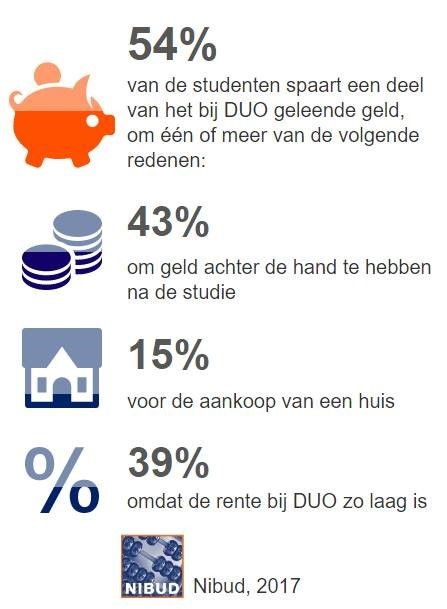 54%
van de studenten spaart een deel
van het bij DUO geleende geld,
om één of meer van de volgende
redenen:
43%
om geld achter de hand te hebben
na de studie
15%
voor de aankoop van een huis
%
39%
omdat de rente bij DUO zo laag is
NIBUD
Nibud, 2017